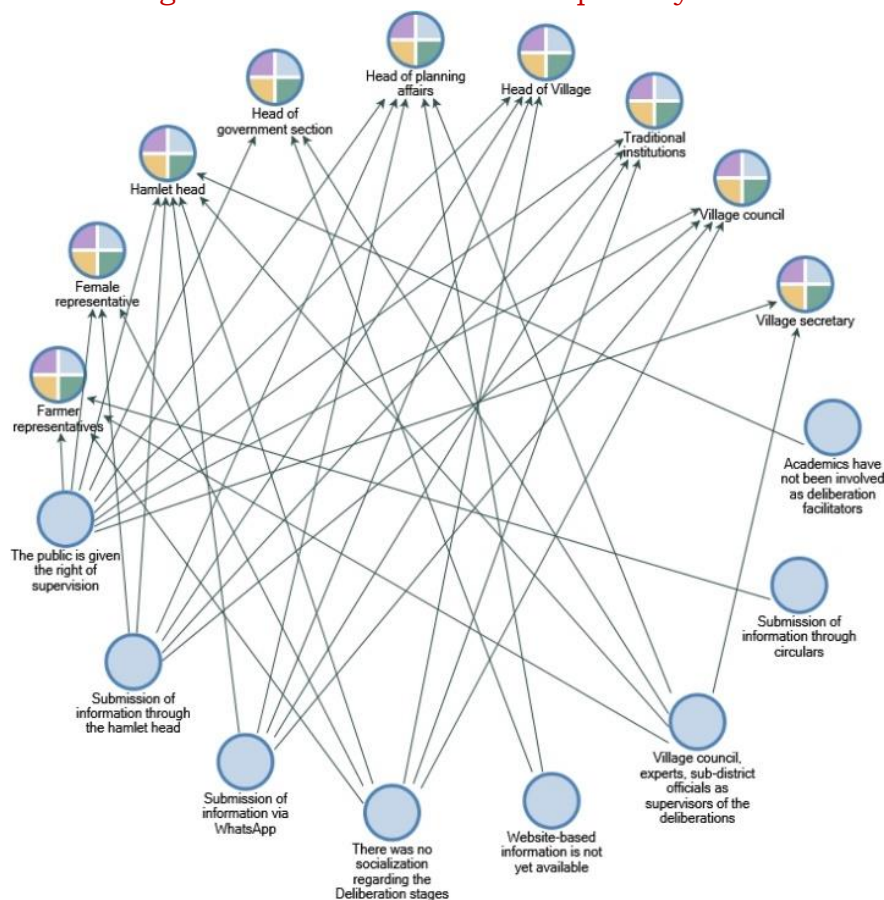 Head of planning
affairs
Head of Village
Head of
government section
Traditional
institutions
Hamlet head
Village council
Female
representative
Village secretary
Farmer
representatives
Academics have
not been involved
as deliberation
facilitators
The public is given
the right of
supervision
Submission of
information through
circulars
Submission of
information through
the hamlet head
Village council,
experts, sub-district
officials as
supervisors of the
deliberations
Submission of
information via
WhatsApp
There was no
socialization
regarding the
Deliberation stages
Website-based
information is not
yet available